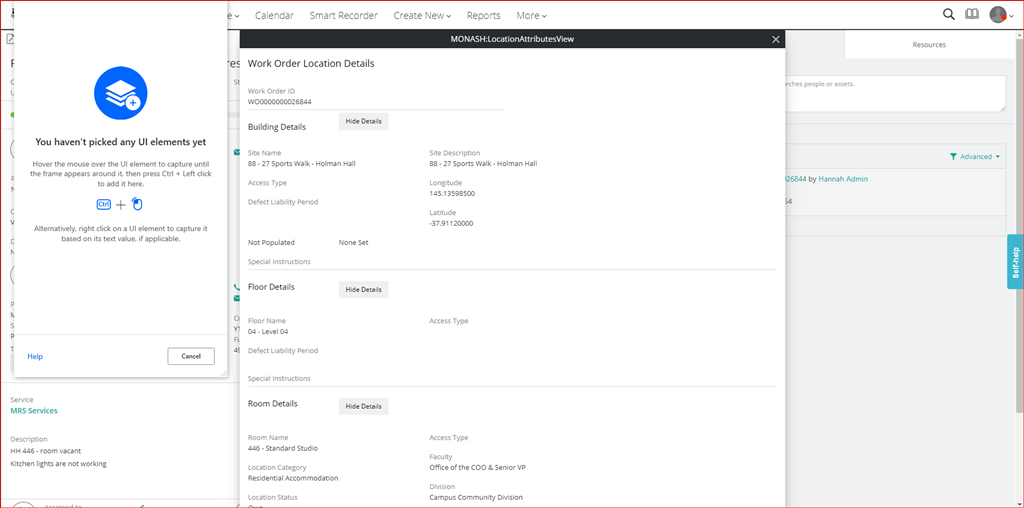 Calendar
Smart Recorder
Create New
Reports
More
MONASH:LocationAttributesView
Resources
Work Order Location Details
rches people or assets.
Work Order ID
WO0000000026844
Building Details
Hide Details
Site Name
Site Description
88 - 27 Sports Walk - Holman Hall
88 - 27 Sports Walk - Holman Hall
Advanced
Access Type
Longitude
145.13598500
26844 by Hannah Admin
Defect Liability Period
54
Latitude
-37.91120000
Not Populated
None Set
Special Instructions
Self-help
Floor Details
Hide Details
Floor Name
Access Type
04 - Level 04
Defect Liability Period
Special Instructions
Room Details
Hide Details
Room Name
Access Type
446 - Standard Studio
Faculty
Office of the COO & Senior VP
Location Category
Residential Accommodation
Division
Campus Community Division
Location Status
You haven't picked any UI elements yet
Hover the mouse over the UI element to capture until
the frame appears around it, then press Ctrl + Left click
to add it here.
Ctrl +
Alternatively, right click on a UI element to capture it
based on its text value, if applicable.
Help
Cancel
Service
MRS Services
Description
HH 446 - room vacant
Kitchen lights are not working